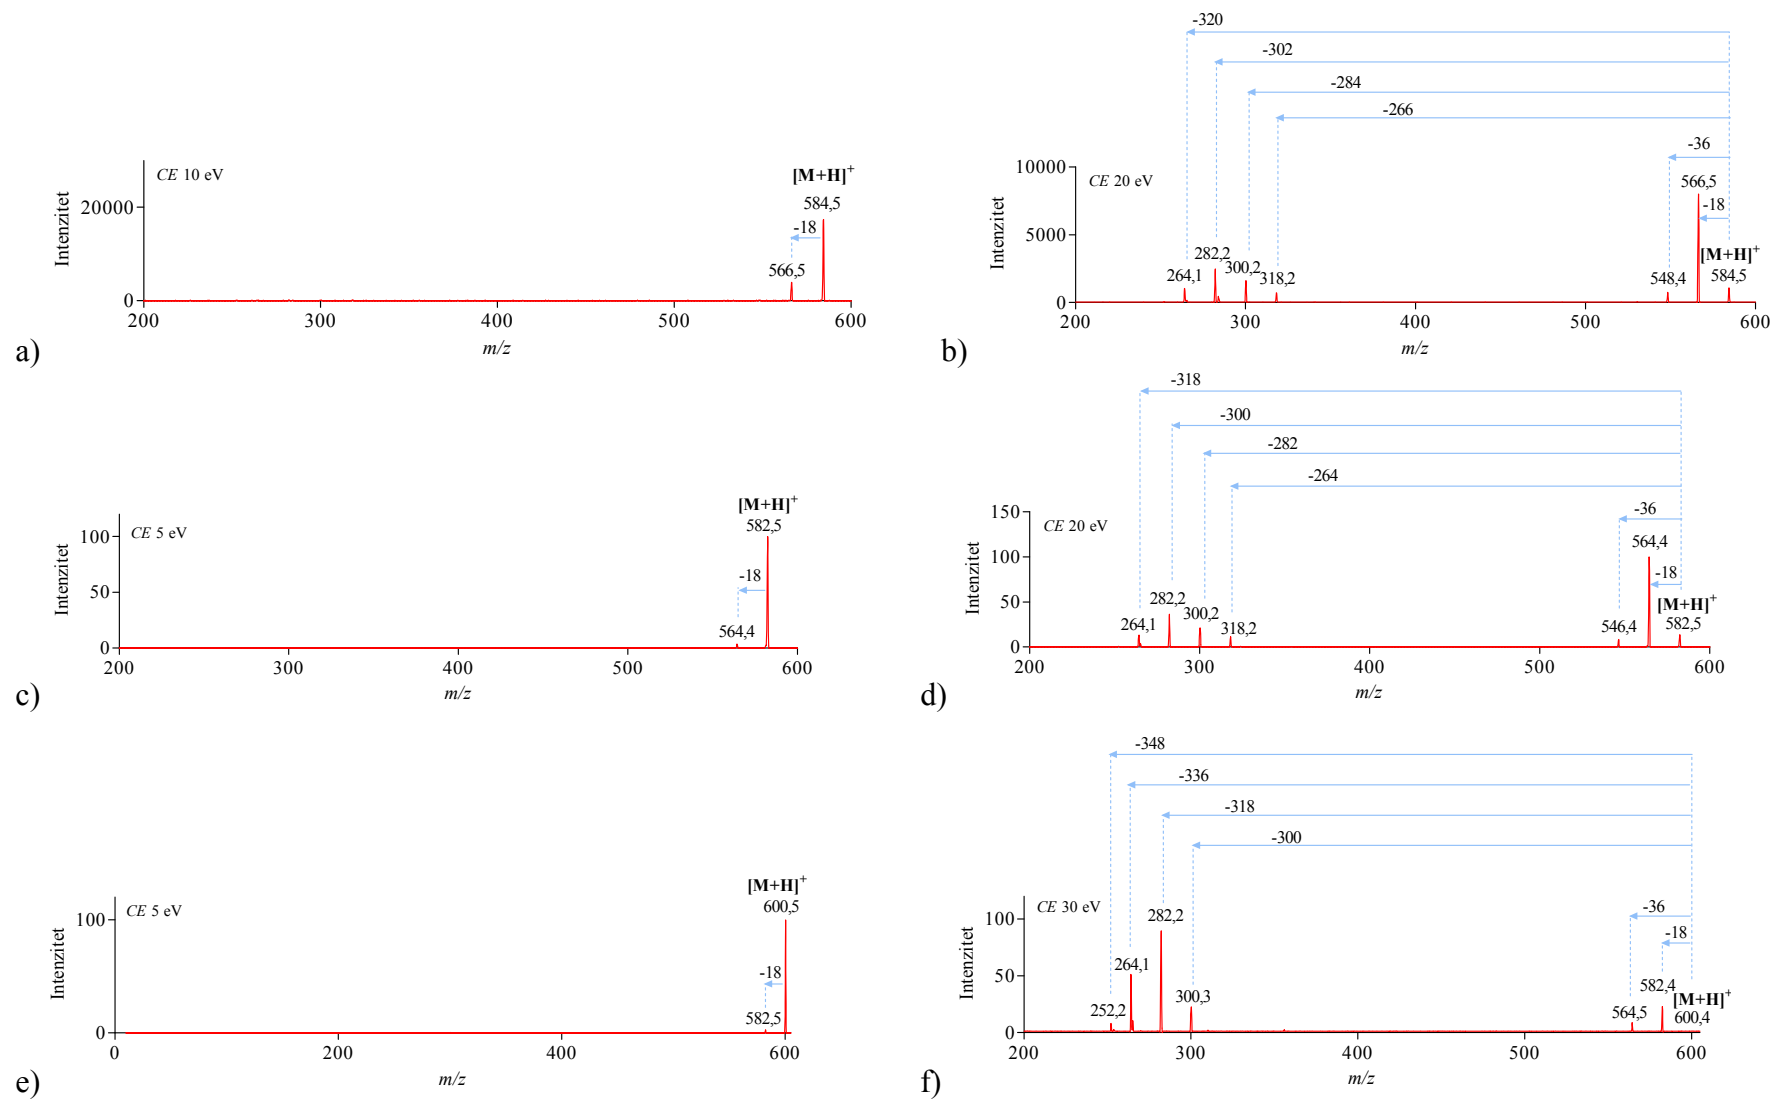 CE 10 eV
[M+H]+
584,5
-18
566,5
20000
0
Intenzitet
200 300 400 500 600
m/z
a)
-320
-302
-284
-266
-36
10000
CE 20 eV
566,5
-18
5000
[M+H]+
584,5
282,2
264,1
300,2
318,2
548,4
0
Intenzitet
200 300 400 500 600
m/z
b)
[M+H]+
CE 5 eV
582,5
100
-18
50
564,4
0
Intenzitet
200 300 400 500 600
m/z
c)
-318
-300
-282
-264
-36
150
CE 20 eV
564,4
100
-18
[M+H]+
582,5
282,2
50
264,1
300,2
318,2
546,4
0
Intenzitet
200 300 400 500 600
m/z
d)
[M+H]+
CE 5 eV
600,5
100
-18
582,5
0
Intenzitet
0 200 400 600
m/z
e)
-348
-336
-318
-300
-36
CE 30 eV
282,2
100
-18
264,1
582,4
50
252,2
300,3
564,5
[M+H]+
600,4
0
Intenzitet
200 300 400 500 600
m/z
f)